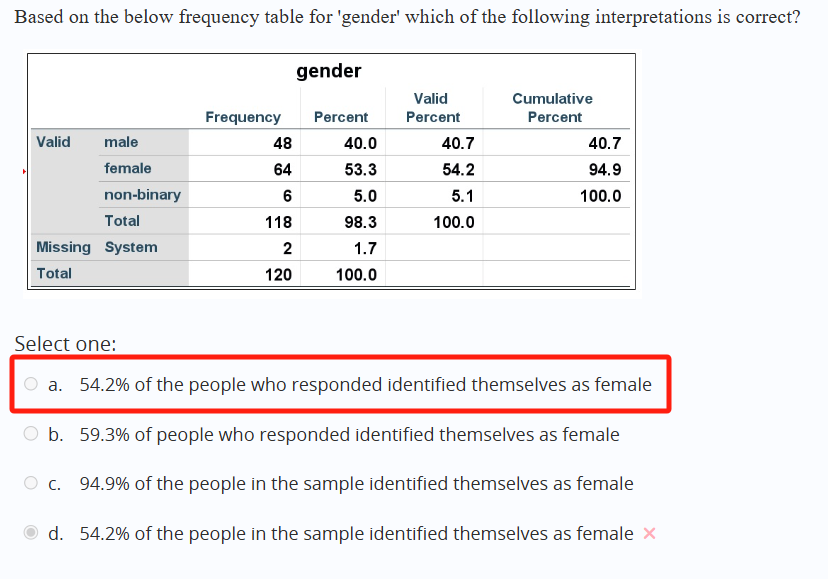 Based on the below frequency table for 'gender' which of the following interpretations is correct?
gender
Frequency Percent Valid Percent Cumulative Percent
Valid male 48 40.0 40.7 40.7
female 64 53.3 54.2 94.9
non-binary 6 5.0 5.1 100.0
Total 118 98.3 100.0
Missing System 2 1.7
Total 120 100.0
Select one:
a. 54.2% of the people who responded identified themselves as female
b. 59.3% of people who responded identified themselves as female
c. 94.9% of the people in the sample identified themselves as female
d. 54.2% of the people in the sample identified themselves as female